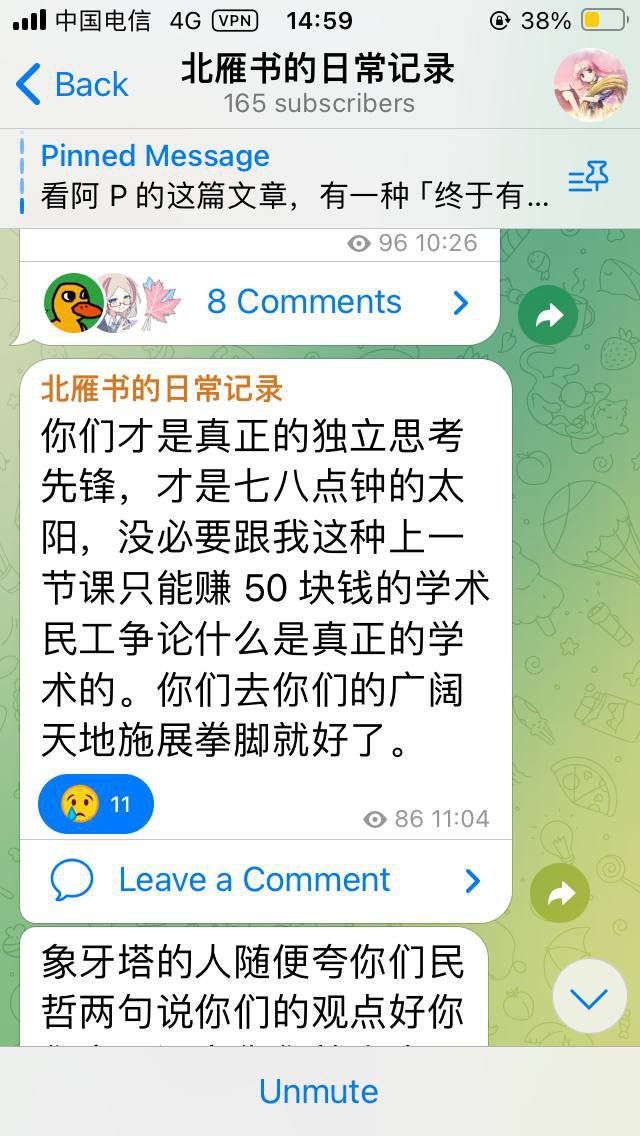 中国电信 4G VPN 14:59 38%
Back 北雁书的日常记录
165 subscribers
Pinned Message
看阿 P 的这篇文章，有一种「终于有...
96 10:26
8 Comments
北雁书的日常记录
你们才是真正的独立思考
先锋，才是七八点钟的太
阳，没必要跟我这种上一
节课只能赚 50 块钱的学术
民工争论什么是真正的学
术的。你们去你们的广阔
天地施展拳脚就好了。
11
86 11:04
Leave a Comment
象牙塔的人随便夸你们民
哲两句说你们的观点好你
Unmute